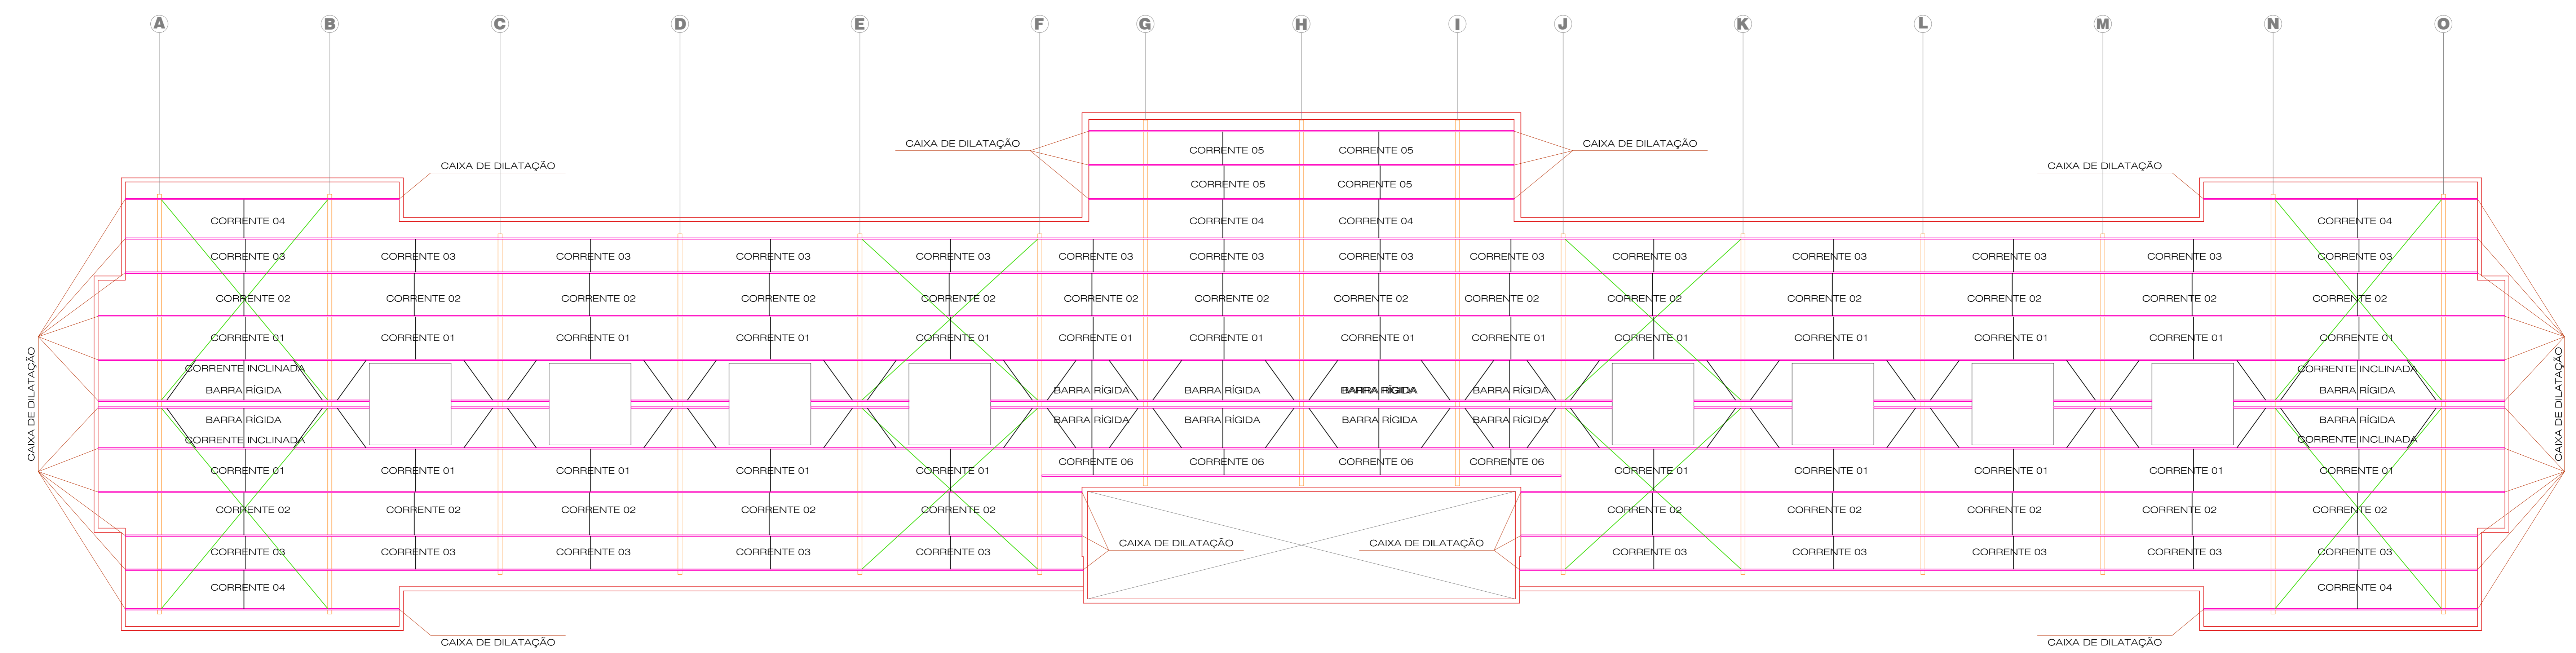 A B C D E F G H I J K L M N O
CAIXA DE DILATAÇÃO CORRENTE 05 CORRENTE 05 CAIXA DE DILATAÇÃO
CAIXA DE DILATAÇÃO CAIXA DE DILATAÇÃO
CORRENTE 05 CORRENTE 05
CORRENTE 04 CORRENTE 04 CORRENTE 04 CORRENTE 04
CORRENTE 03 CORRENTE 03 CORRENTE 03 CORRENTE 03 CORRENTE 03 CORRENTE 03 CORRENTE 03 CORRENTE 03 CORRENTE 03 CORRENTE 03 CORRENTE 03 CORRENTE 03 CORRENTE 03 CORRENTE 03
CORRENTE 02 CORRENTE 02 CORRENTE 02 CORRENTE 02 CORRENTE 02 CORRENTE 02 CORRENTE 02 CORRENTE 02 CORRENTE 02 CORRENTE 02 CORRENTE 02 CORRENTE 02 CORRENTE 02 CORRENTE 02
CORRENTE 01 CORRENTE 01 CORRENTE 01 CORRENTE 01 CORRENTE 01 CORRENTE 01 CORRENTE 01 CORRENTE 01 CORRENTE 01 CORRENTE 01 CORRENTE 01 CORRENTE 01 CORRENTE 01 CORRENTE 01
CORRENTE INCLINADA CORRENTE INCLINADA
BARRA RÍGIDA BARRA RÍGIDA BARRA RÍGIDA BARRA RÍGIDA BARRA RÍGIDA BARRA RÍGIDA
CAIXA DE DILATAÇÃO CAIXA DE DILATAÇÃO
BARRA RÍGIDA BARRA RÍGIDA BARRA RÍGIDA BARRA RÍGIDA BARRA RÍGIDA BARRA RÍGIDA
CORRENTE INCLINADA CORRENTE INCLINADA
CORRENTE 06 CORRENTE 06 CORRENTE 06 CORRENTE 06
CORRENTE 01 CORRENTE 01 CORRENTE 01 CORRENTE 01 CORRENTE 01 CORRENTE 01 CORRENTE 01 CORRENTE 01 CORRENTE 01 CORRENTE 01
CORRENTE 02 CORRENTE 02 CORRENTE 02 CORRENTE 02 CORRENTE 02 CORRENTE 02 CORRENTE 02 CORRENTE 02 CORRENTE 02 CORRENTE 02
CAIXA DE DILATAÇÃO CAIXA DE DILATAÇÃO
CORRENTE 03 CORRENTE 03 CORRENTE 03 CORRENTE 03 CORRENTE 03 CORRENTE 03 CORRENTE 03 CORRENTE 03 CORRENTE 03 CORRENTE 03
CORRENTE 04 CORRENTE 04
CAIXA DE DILATAÇÃO CAIXA DE DILATAÇÃO